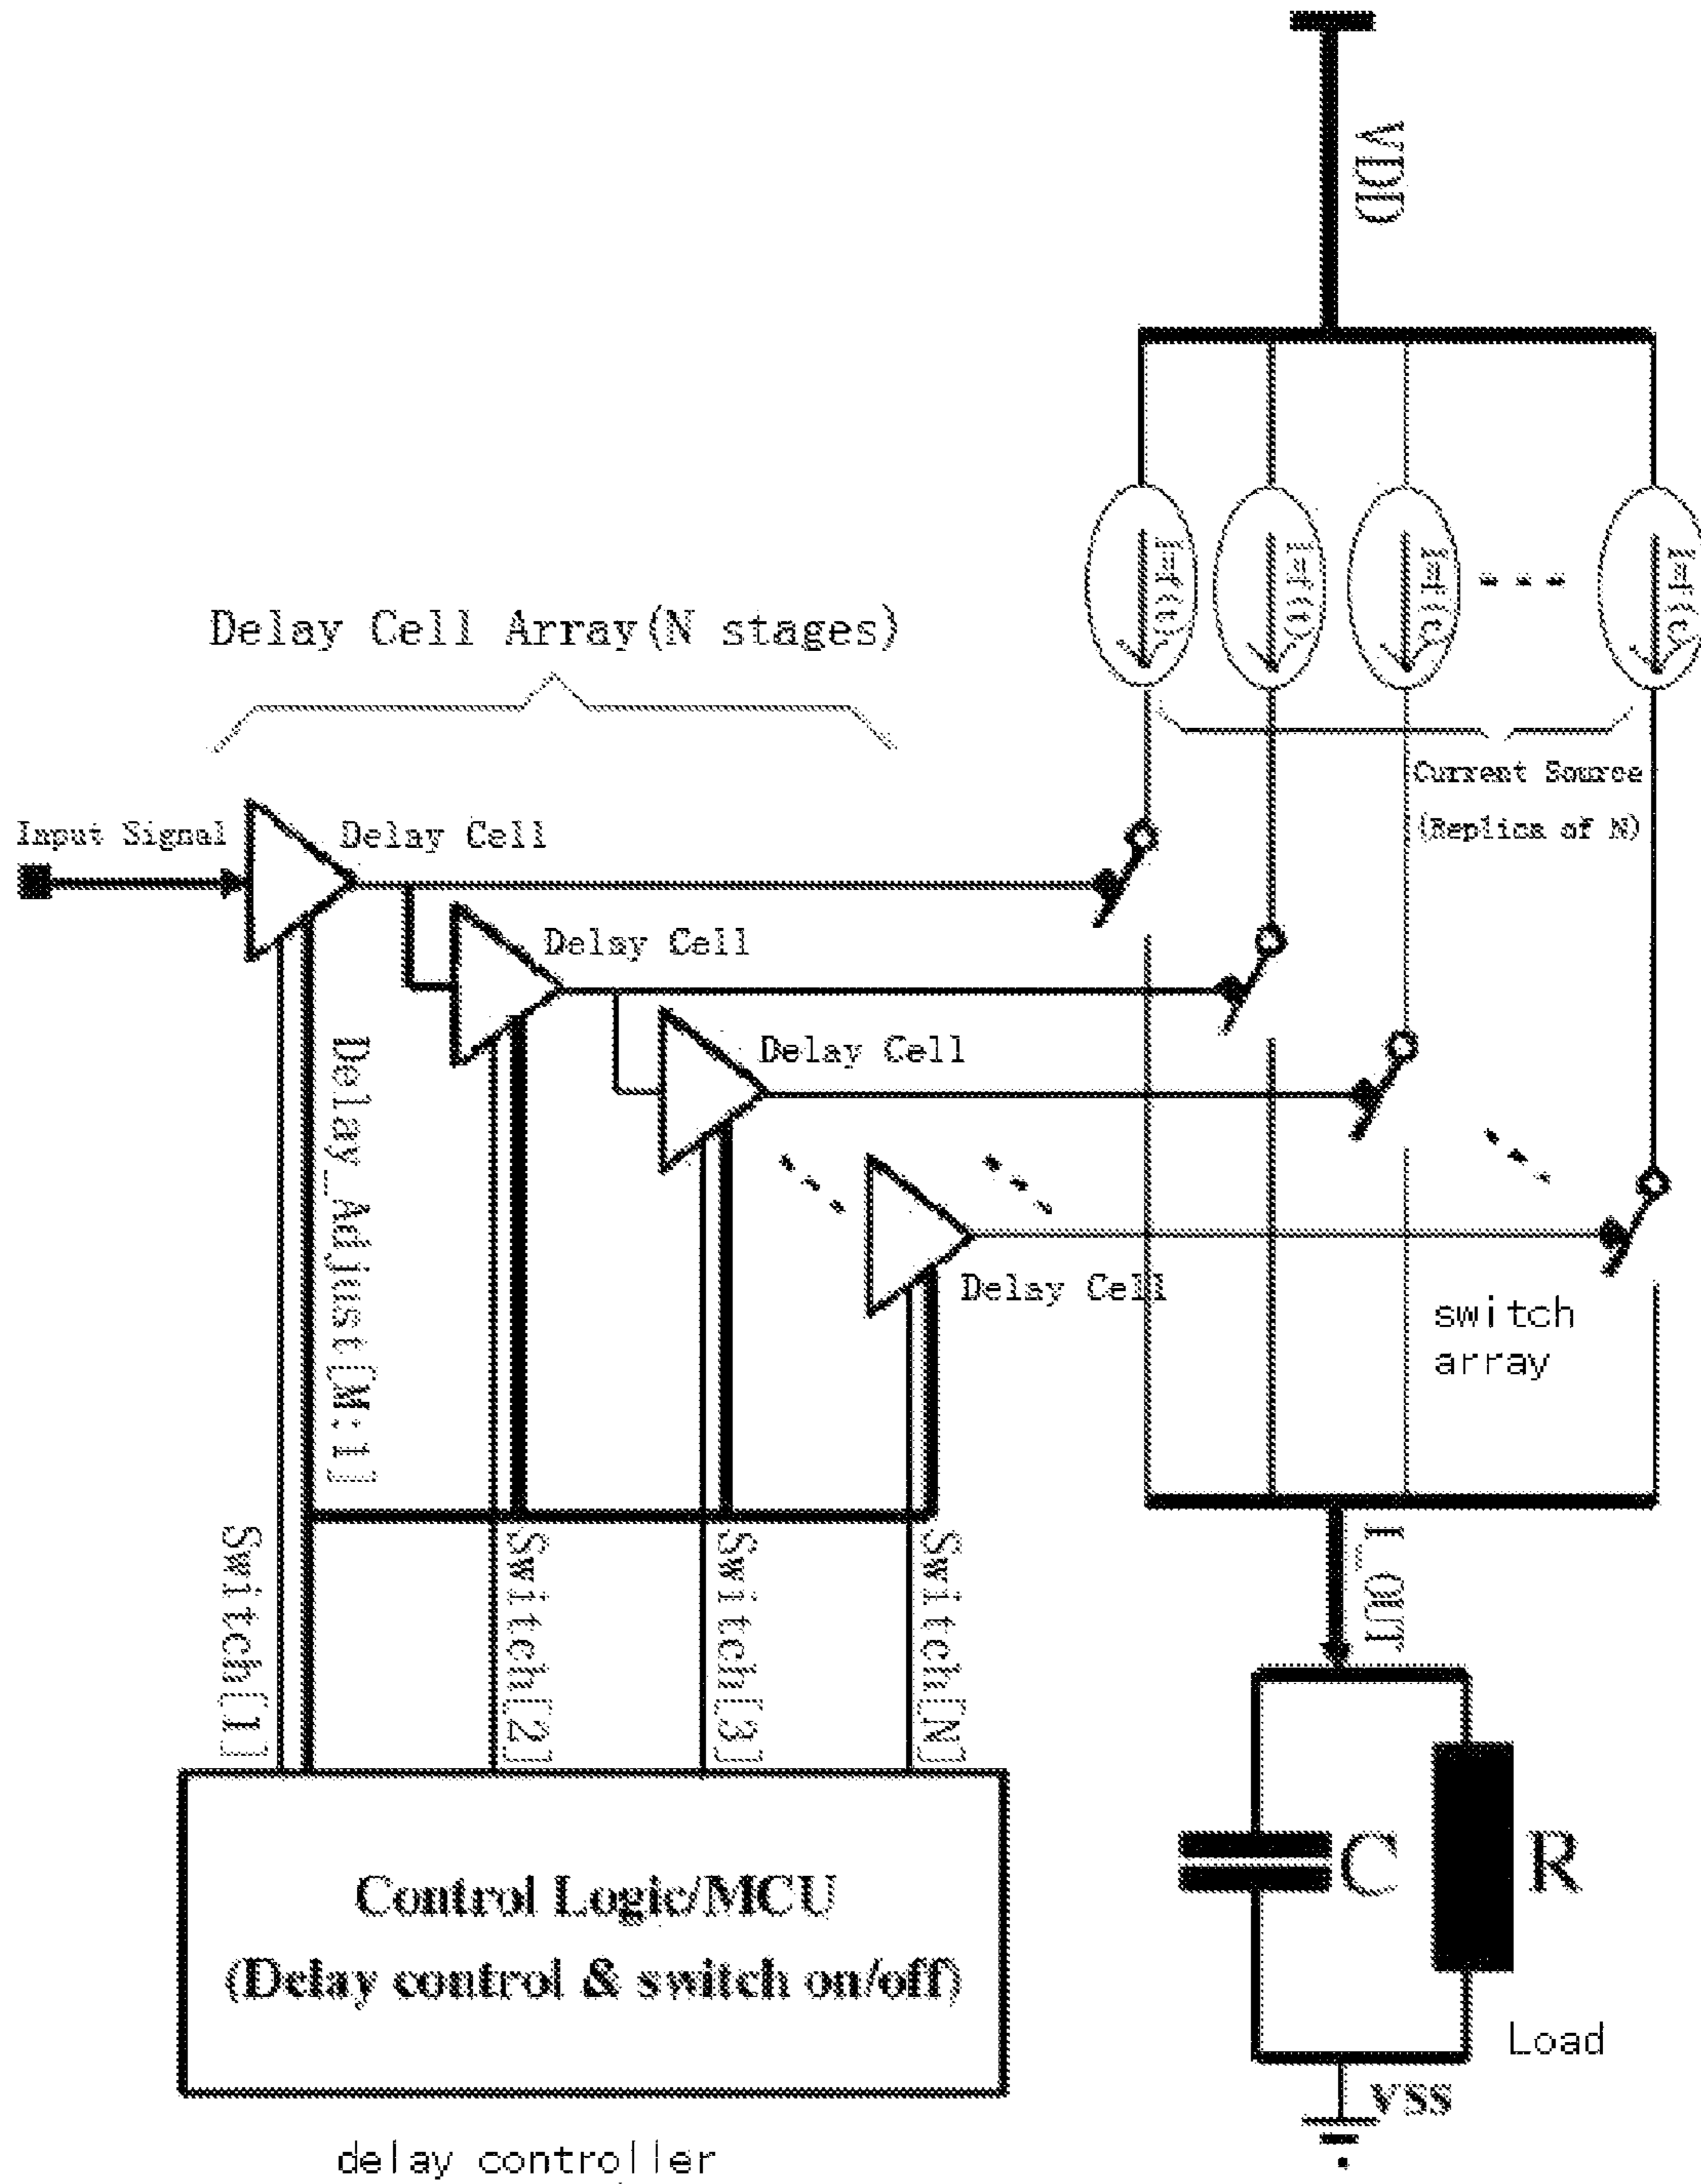 VDD
I=f(t)
I=f(t)
I=f(t)
I=f(t)
Delay Cell Array(N stages)
Current Source
(Replica of N)
Input Signal
Delay Cell
Delay Cell
Delay Cell
Delay Cell
Delay_Adjust[M:1]
switch
array
Switch[1]
Switch[2]
Switch[3]
Switch[N]
I_OUT
Control Logic/MCU
(Delay control & switch on/off)
C
R
Load
VSS
delay controller